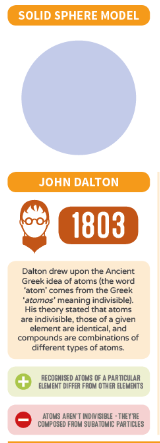 SOLID SPHERE MODEL
JOHN DALTON
1803
Dalton drew upon the Ancient
Greek idea of atoms (the word
'atom' comes from the Greek
'atomos' meaning indivisible).
His theory stated that atoms
are indivisible, those of a given
element are identical, and
compounds are combinations of
different types of atoms.
RECOGNISED ATOMS OF A PARTICULAR
ELEMENT DIFFER FROM OTHER ELEMENTS
ATOMS AREN'T INDIVISIBLE - THEY'RE
COMPOSED FROM SUBATOMIC PARTICLES